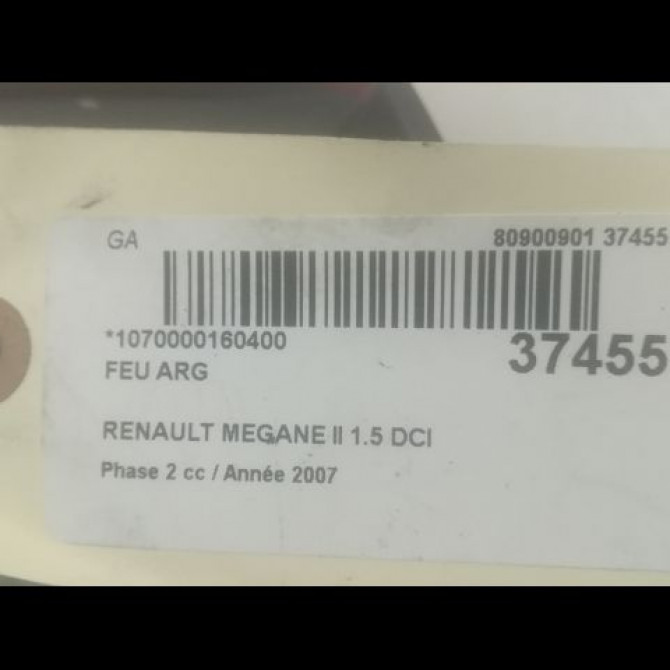 GA 80900901 37455
*1070000160400 37455
FEU ARG
RENAULT MEGANE II 1.5 DCI
Phase 2 cc / Année 2007